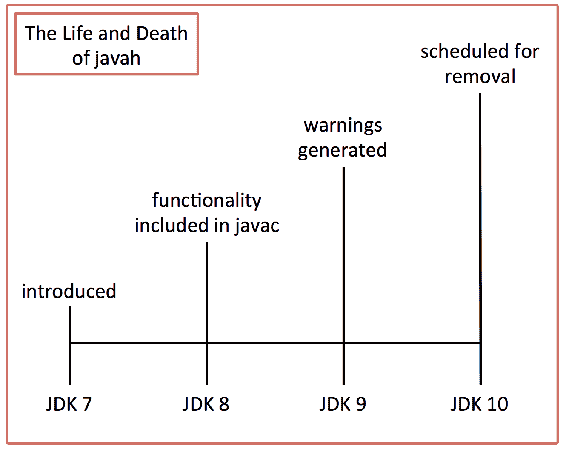 The Life and Death
of javah
scheduled for
removal
warnings
generated
functionality
included in javac
introduced
JDK 7
JDK 8
JDK 9
JDK 10